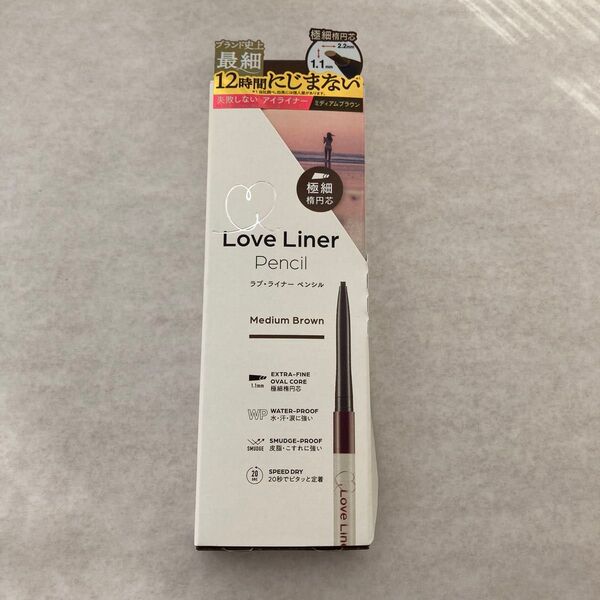 ブランド史上
最細
極細楕円芯
2.2mm
1.1mm
12時間にじまない
失敗しない アイライナー
ミディアムブラウン
極細
楕円芯
Love Liner
Pencil
ラブ・ライナー ペンシル
Medium Brown
1.1mm
EXTRA-FINE
OVAL CORE
極細楕円芯
WP
WATER-PROOF
水・汗・涙に強い
SMUDGE
SMUDGE-PROOF
皮脂・こすれに強い
20
SEC
SPEED DRY
20秒でピタッと定着
Love Liner